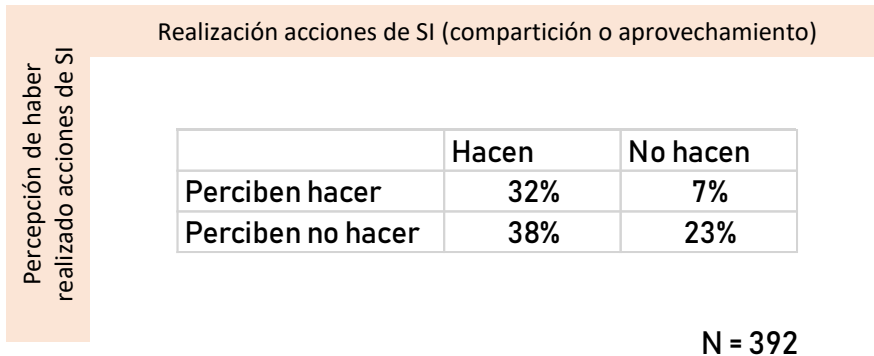 Realización acciones de SI (compartición o aprovechamiento)
Percepción de haber
realizado acciones de SI
Hacen No hacen
Perciben hacer 32% 7%
Perciben no hacer 38% 23%
N = 392